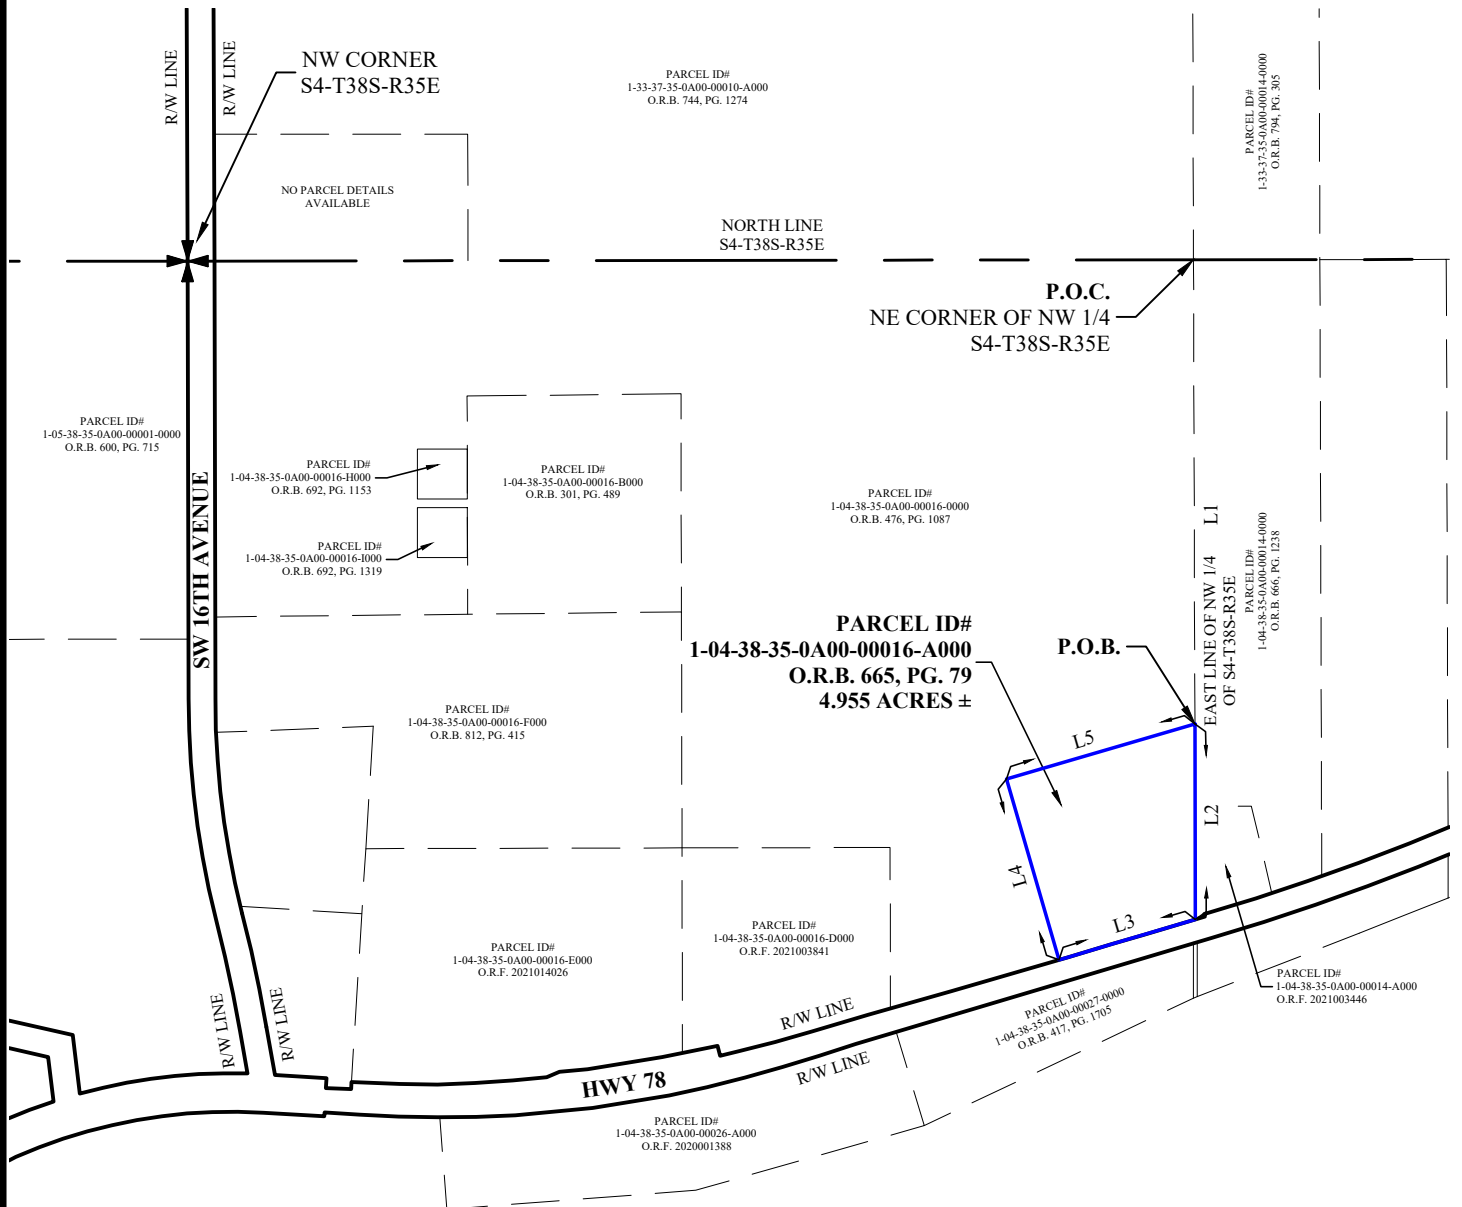 R/W LINE
R/W LINE
NW CORNER
S4-T38S-R35E
PARCEL ID#
1-33-37-35-0A00-00010-A000
O.R.B. 744, PG. 1274
PARCEL ID#
1-33-37-35-0A00-00014-0000
O.R.B. 794, PG. 305
NO PARCEL DETAILS
AVAILABLE
NORTH LINE
S4-T38S-R35E
P.O.C.
NE CORNER OF NW 1/4
S4-T38S-R35E
PARCEL ID#
1-05-38-35-0A00-00001-0000
O.R.B. 600, PG. 715
SW 16TH AVENUE
PARCEL ID#
1-04-38-35-0A00-00016-H000
O.R.B. 692, PG. 1153
PARCEL ID#
1-04-38-35-0A00-00016-B000
O.R.B. 301, PG. 489
PARCEL ID#
1-04-38-35-0A00-00016-I000
O.R.B. 692, PG. 1319
PARCEL ID#
1-04-38-35-0A00-00016-0000
O.R.B. 476, PG. 1087
L1
EAST LINE OF NW 1/4
OF S4-T38S-R35E
PARCEL ID#
1-04-38-35-0A00-00014-0000
O.R.B. 666, PG. 1238
PARCEL ID#
1-04-38-35-0A00-00016-A000
O.R.B. 665, PG. 79
4.955 ACRES ±
P.O.B.
PARCEL ID#
1-04-38-35-0A00-00016-F000
O.R.B. 812, PG. 415
L5
L2
L4
L3
PARCEL ID#
1-04-38-35-0A00-00016-E000
O.R.F. 2021014026
PARCEL ID#
1-04-38-35-0A00-00016-D000
O.R.F. 2021003841
PARCEL ID#
1-04-38-35-0A00-00014-A000
O.R.F. 2021003446
PARCEL ID#
1-04-38-35-0A00-00027-0000
O.R.B. 417, PG. 1705
R/W LINE
R/W LINE
R/W LINE
R/W LINE
HWY 78
PARCEL ID#
1-04-38-35-0A00-00026-A000
O.R.F. 2020001388